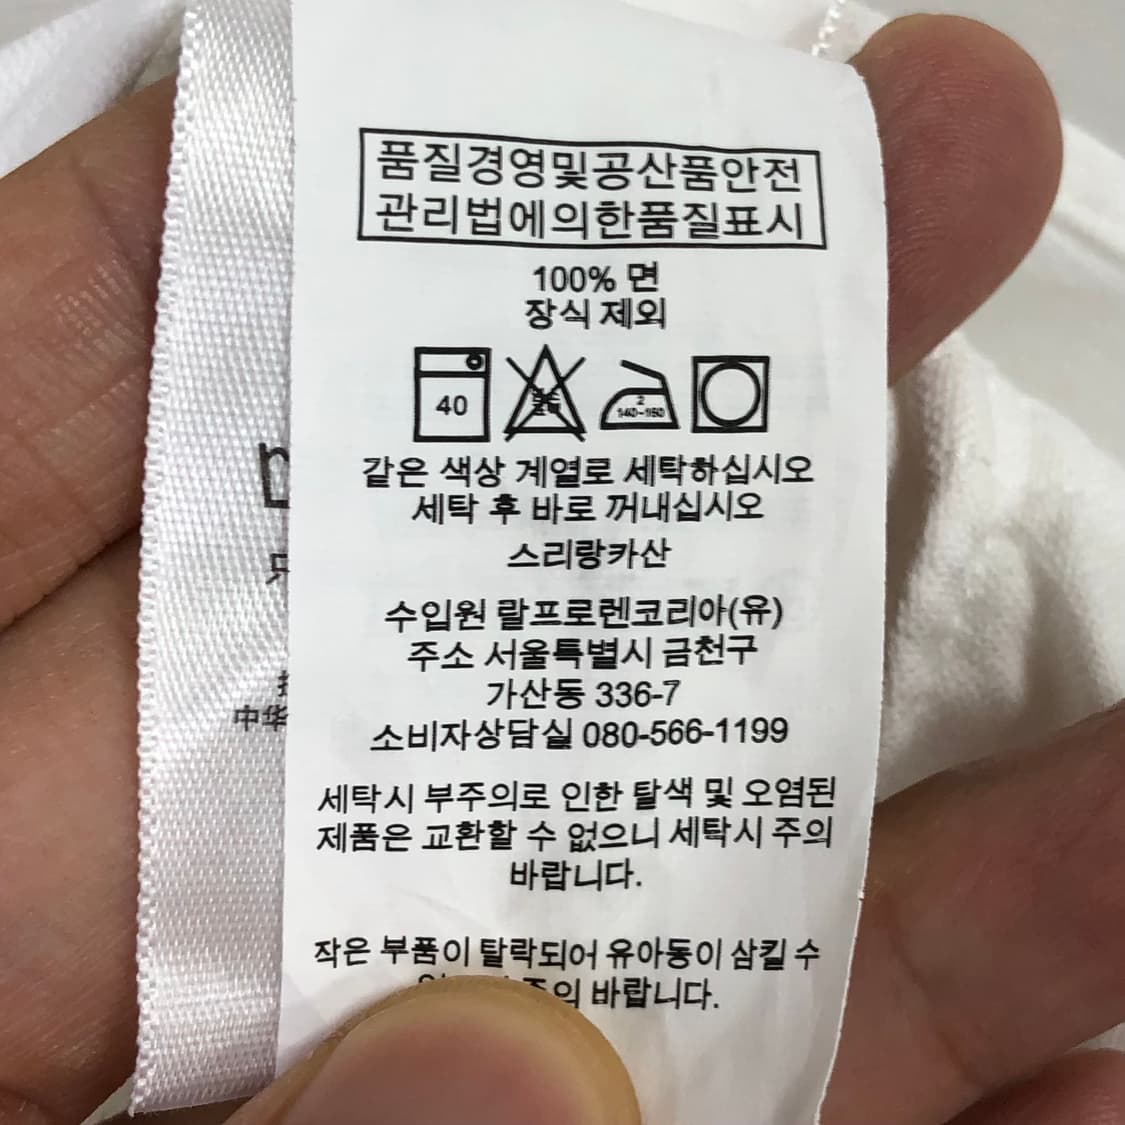 품질경영및공산품안전
관리법에의한품질표시
100% 면
장식 제외
40
2
140~160
같은 색상 계열로 세탁하십시오
세탁 후 바로 꺼내십시오
스리랑카산
수입원 랄프로렌코리아(유)
주소 서울특별시 금천구
가산동 336-7
소비자상담실 080-566-1199
세탁시 부주의로 인한 탈색 및 오염된
제품은 교환할 수 없으니 세탁시 주의
바랍니다.
작은 부품이 탈락되어 유아동이 삼킬 수
주의 바랍니다.
中华